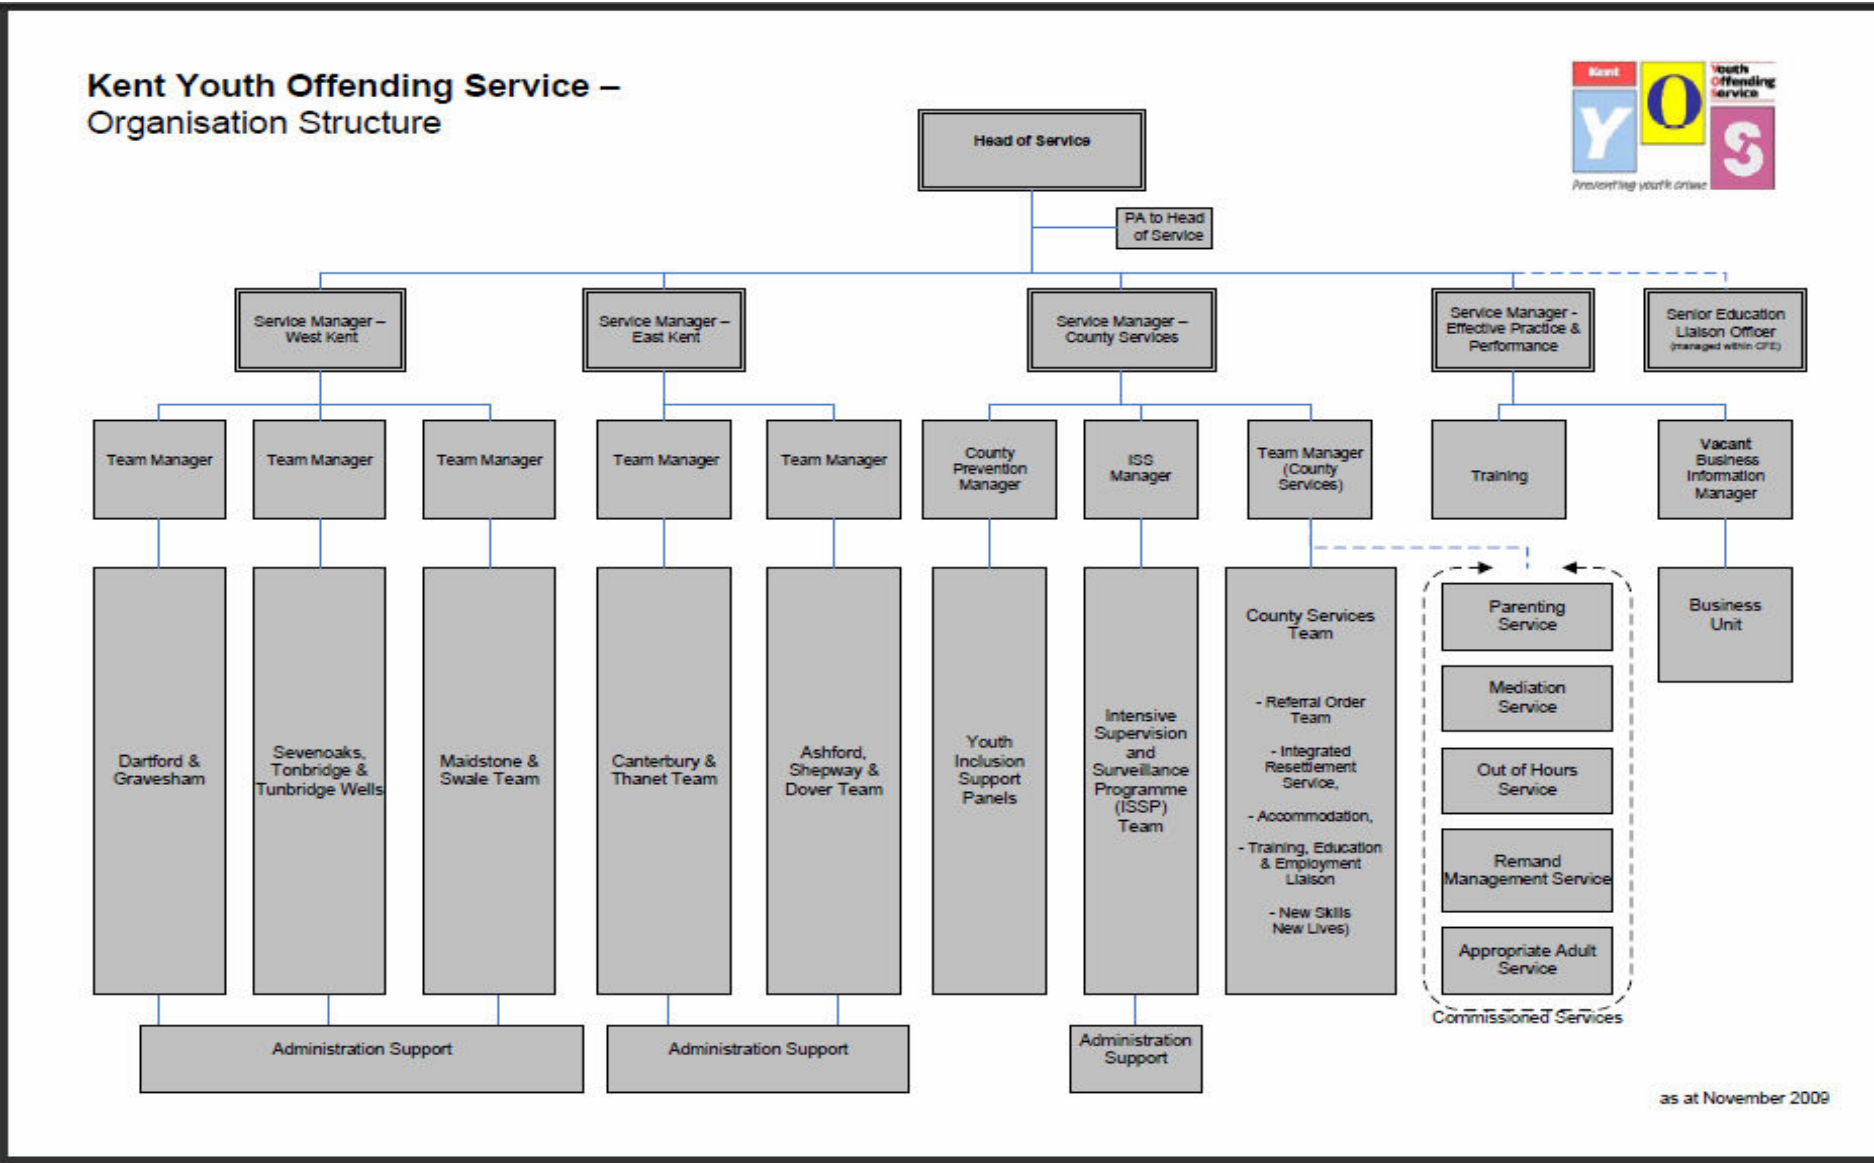 Kent Youth Offending Service –
Organisation Structure
Kent
Youth
Offending
Service
Y
O
S
Preventing youth crime
Head of Service
PA to Head
of Service
Service Manager –
West Kent
Service Manager –
East Kent
Service Manager –
County Services
Service Manager -
Effective Practice &
Performance
Senior Education
Liaison Officer
(managed within CFE)
Team Manager
Team Manager
Team Manager
Team Manager
Team Manager
County
Prevention
Manager
ISS
Manager
Team Manager
(County
Services)
Training
Vacant
Business
Information
Manager
Dartford &
Gravesham
Sevenoaks,
Tonbridge &
Tunbridge Wells
Maidstone &
Swale Team
Canterbury &
Thanet Team
Ashford,
Shepway &
Dover Team
Youth
Inclusion
Support
Panels
Intensive
Supervision
and
Surveillance
Programme
(ISSP)
Team
County Services
Team
- Referral Order
Team
- Integrated
Resettlement
Service,
- Accommodation,
- Training, Education
& Employment
Liaison
- New Skills
New Lives)
Parenting
Service
Mediation
Service
Out of Hours
Service
Remand
Management Service
Appropriate Adult
Service
Commissioned Services
Business
Unit
Administration Support
Administration Support
Administration
Support
as at November 2009